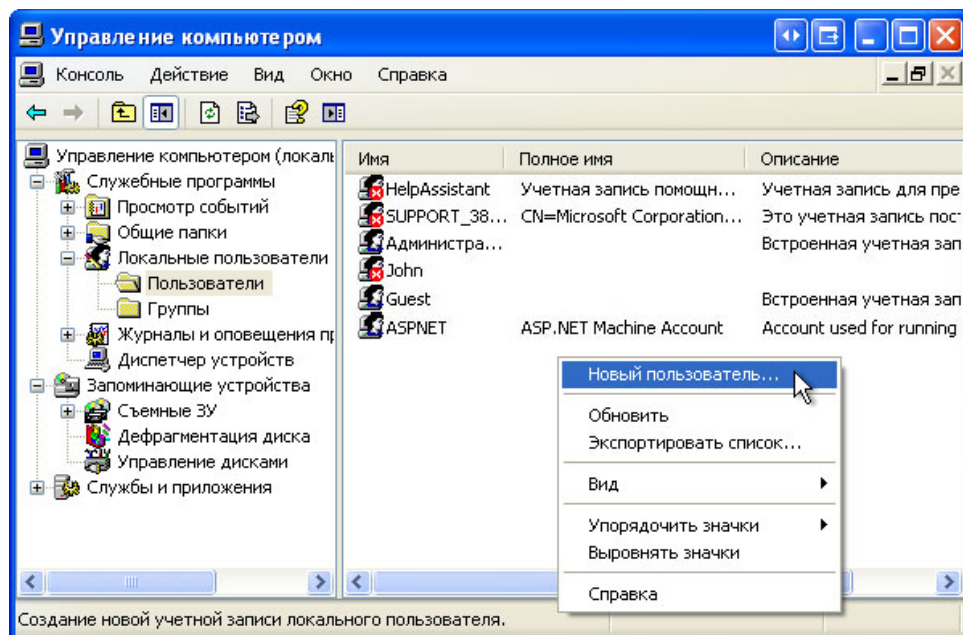 Управление компьютером
Консоль Действие Вид Окно Справка
Управление компьютером (локаль
Служебные программы
Просмотр событий
Общие папки
Локальные пользователи
Пользователи
Группы
Журналы и оповещения пр
Диспетчер устройств
Запоминающие устройства
Съемные ЗУ
Дефрагментация диска
Управление дисками
Службы и приложения
Имя Полное имя Описание
HelpAssistant Учетная запись помощн... Учетная запись для пре
SUPPORT_38... CN=Microsoft Corporation... Это учетная запись пос
Администра... Встроенная учетная зап
John
Guest Встроенная учетная зап
ASPNET ASP.NET Machine Account Account used for running
Новый пользователь...
Обновить
Экспортировать список...
Вид
Упорядочить значки
Выровнять значки
Справка
Создание новой учетной записи локального пользователя.